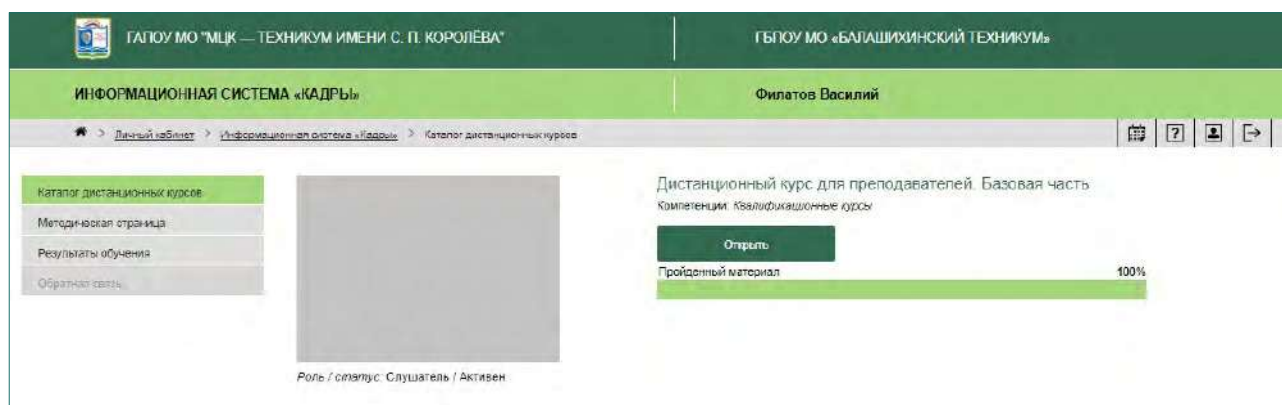 ГАПОУ МО "МЦК — ТЕХНИКУМ ИМЕНИ С. П. КОРОЛЁВА"
ГБПОУ МО «БАЛАШИХИНСКИЙ ТЕХНИКУМ»
ИНФОРМАЦИОННАЯ СИСТЕМА «КАДРЫ»
Филатов Василий
> Личный кабинет > Информационная система «Кадры» > Каталог дистанционных курсов
Каталог дистанционных курсов
Методическая страница
Результаты обучения
Обратная связь
Роль / статус: Слушатель / Активен
Дистанционный курс для преподавателей. Базовая часть
Компетенции: Квалификационные курсы
Открыть
Пройденный материал 100%